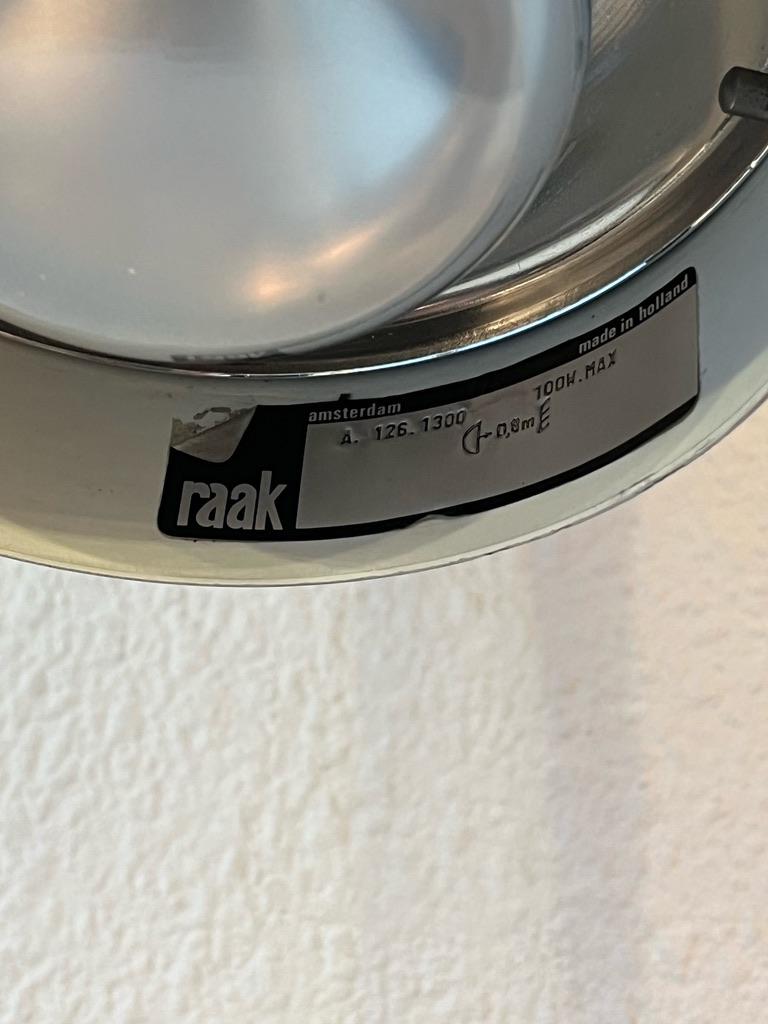 made in holland
amsterdam
100W.MAX
A. 126.1300
0,8m
raak